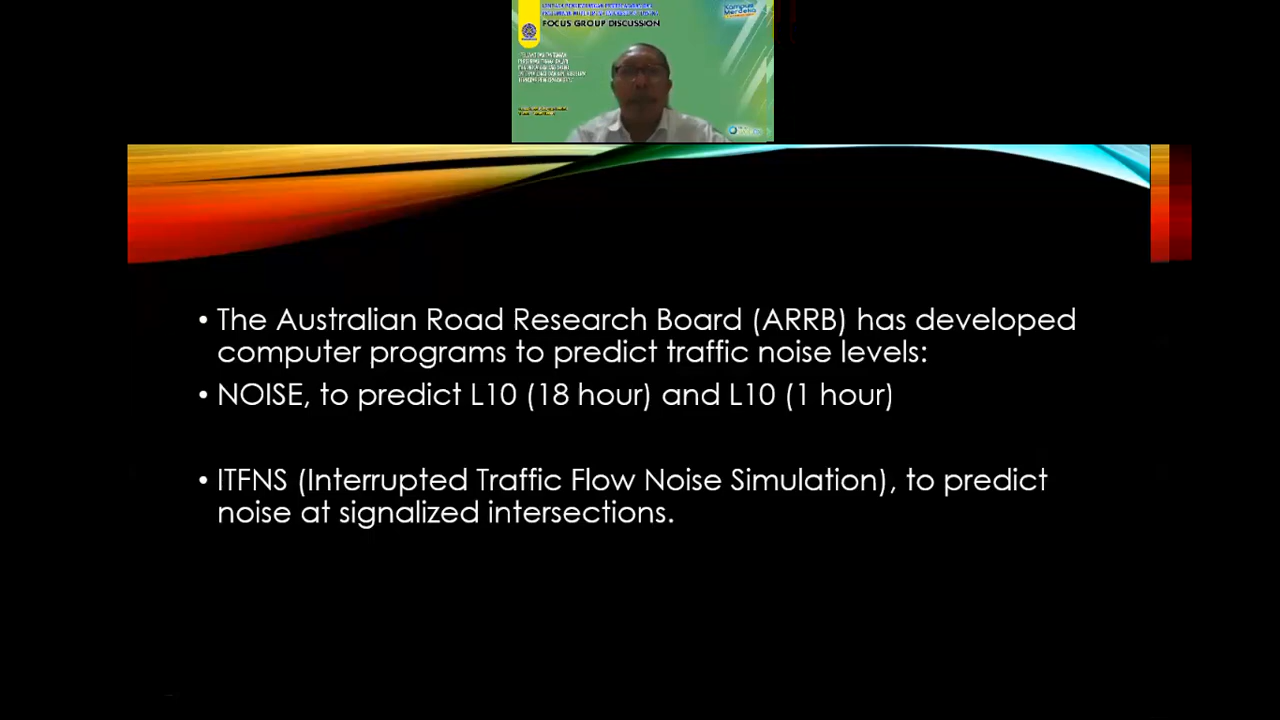 FOCUS GROUP DISCUSSION
Kampus
Merdeka
• The Australian Road Research Board (ARRB) has developed
computer programs to predict traffic noise levels:
• NOISE, to predict L10 (18 hour) and L10 (1 hour)
• ITFNS (Interrupted Traffic Flow Noise Simulation), to predict
noise at signalized intersections.